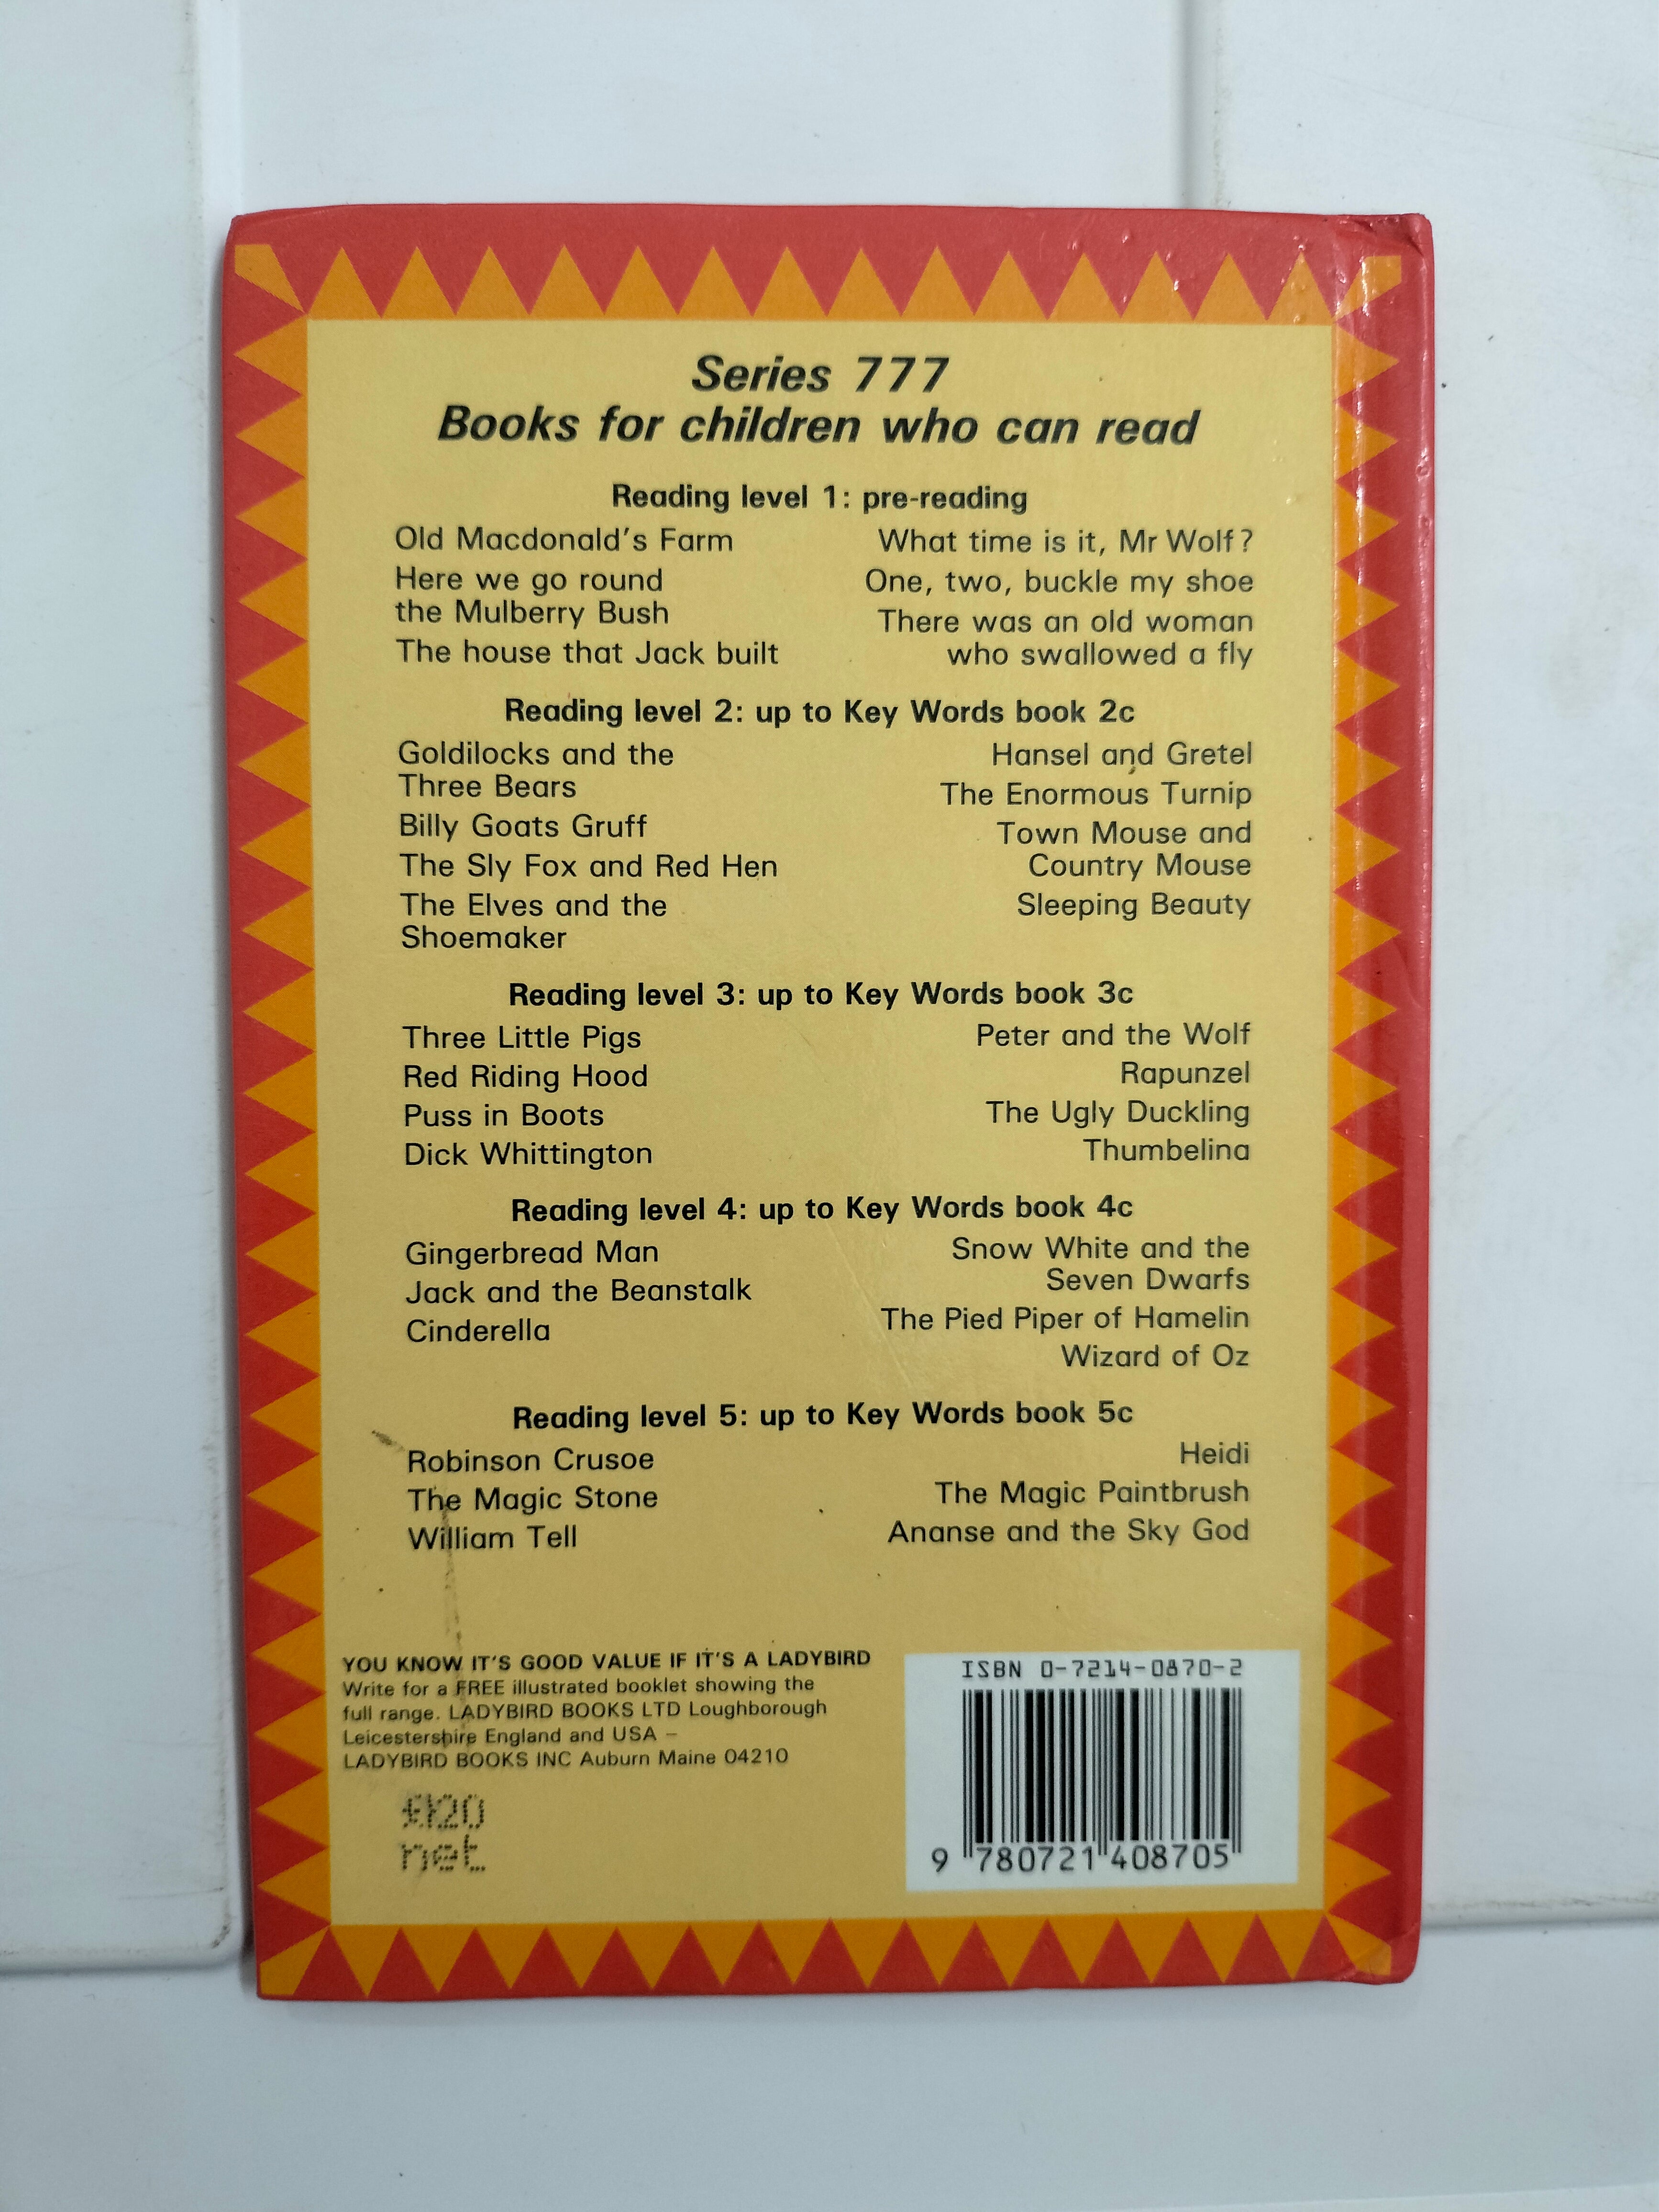 Series 777
Books for children who can read
Reading level 1: pre-reading
Old Macdonald's Farm
Here we go round
the Mulberry Bush
The house that Jack built
What time is it, Mr Wolf?
One, two, buckle my shoe
There was an old woman
who swallowed a fly
Reading level 2: up to Key Words book 2c
Goldilocks and the
Three Bears
Billy Goats Gruff
The Sly Fox and Red Hen
The Elves and the
Shoemaker
Hansel and Gretel
The Enormous Turnip
Town Mouse and
Country Mouse
Sleeping Beauty
Reading level 3: up to Key Words book 3c
Three Little Pigs
Red Riding Hood
Puss in Boots
Dick Whittington
Peter and the Wolf
Rapunzel
The Ugly Duckling
Thumbelina
Reading level 4: up to Key Words book 4c
Gingerbread Man
Jack and the Beanstalk
Cinderella
Snow White and the
Seven Dwarfs
The Pied Piper of Hamelin
Wizard of Oz
Reading level 5: up to Key Words book 5c
Robinson Crusoe
The Magic Stone
William Tell
Heidi
The Magic Paintbrush
Ananse and the Sky God
YOU KNOW IT'S GOOD VALUE IF IT'S A LADYBIRD
Write for a FREE illustrated booklet showing the
full range. LADYBIRD BOOKS LTD Loughborough
Leicestershire England and USA –
LADYBIRD BOOKS INC Auburn Maine 04210
net
ISBN 0-7214-0870-2
9 780721 408705